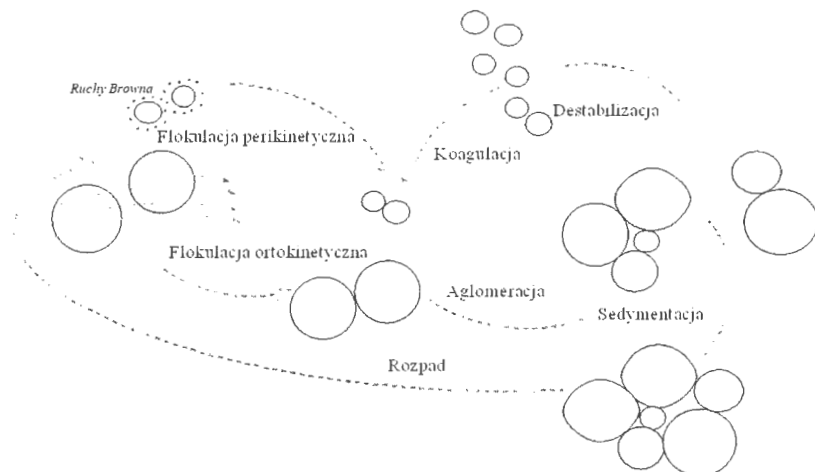 Ruchy Browna
Destabilizacja
Flokulacja perikinetyczna
Koagulacja
Flokulacja ortokinetyczna
Aglomeracja
Sedymentacja
Rozpad